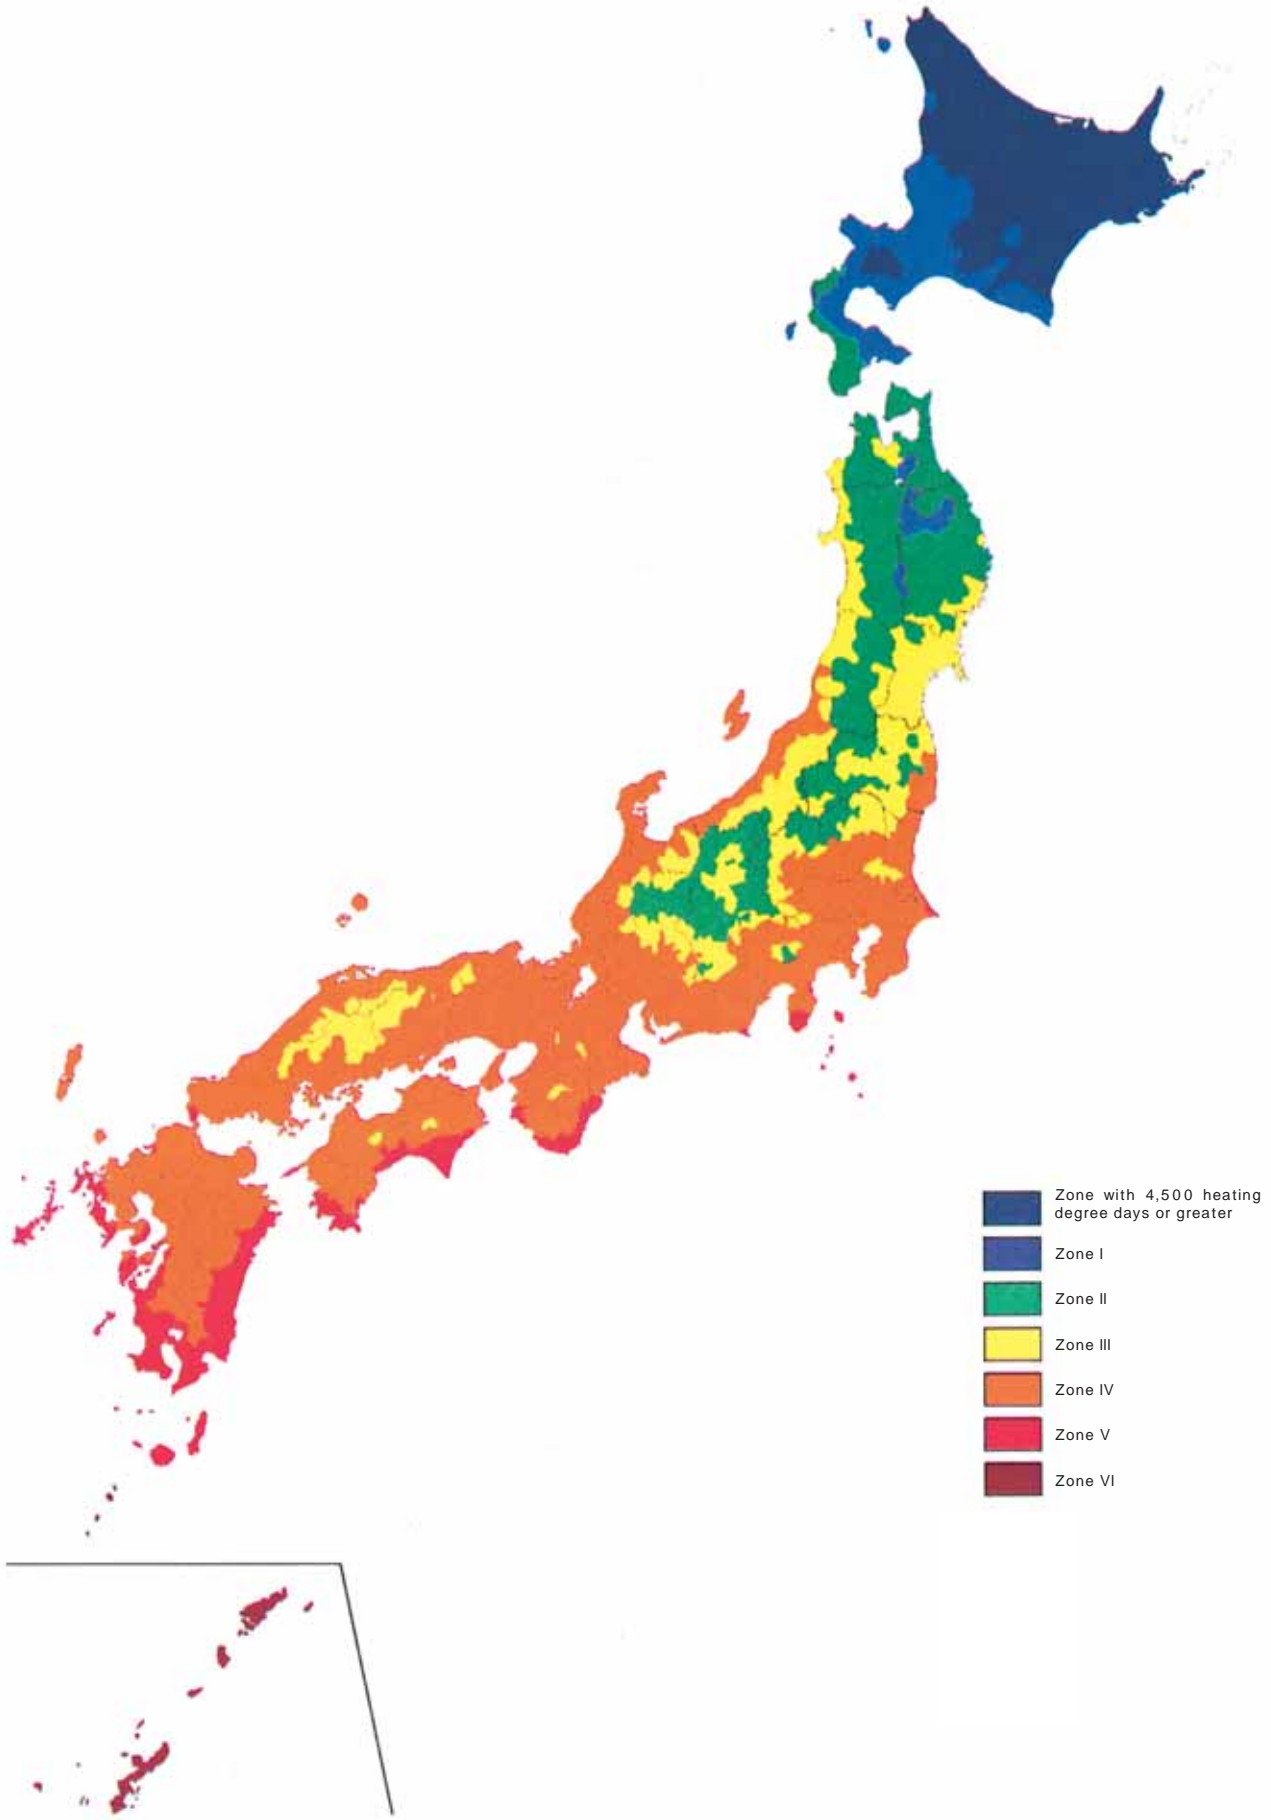 Zone with 4,500 heating
degree days or greater
Zone I
Zone II
Zone III
Zone IV
Zone V
Zone VI